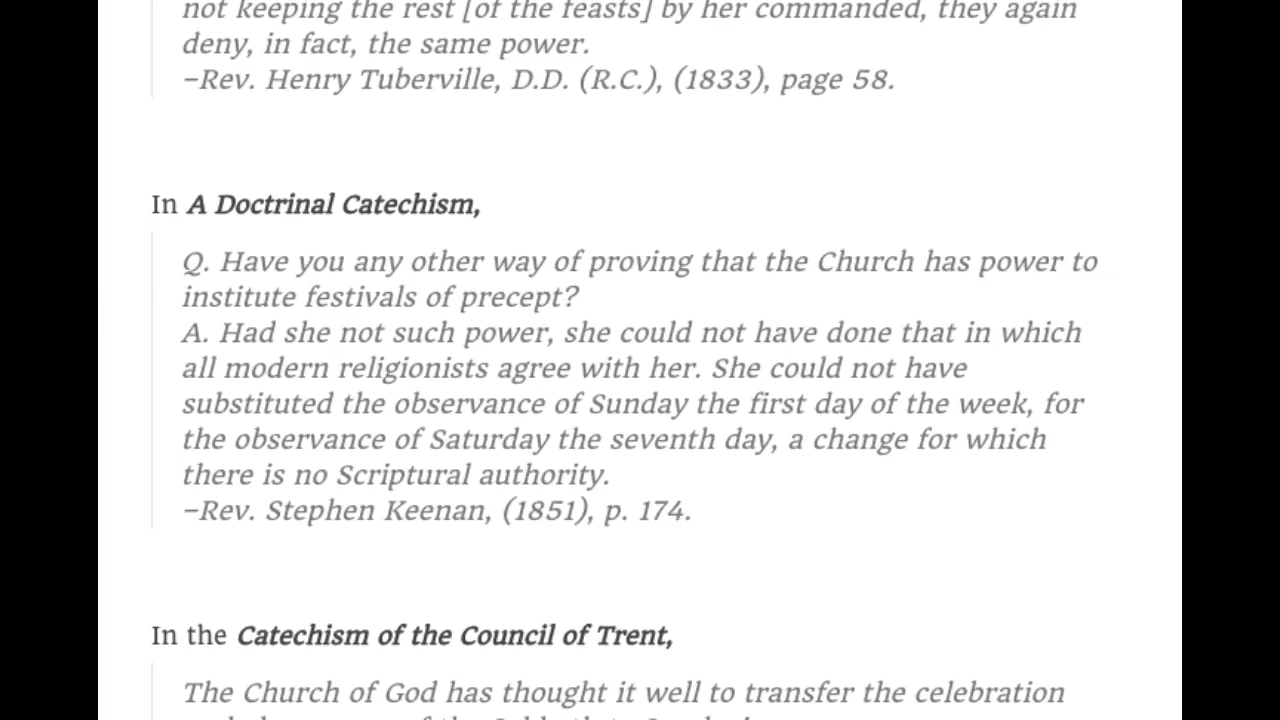 not keeping the rest [of the feasts] by her commanded, they again
deny, in fact, the same power.
–Rev. Henry Tuberville, D.D. (R.C.), (1833), page 58.
In A Doctrinal Catechism,
Q. Have you any other way of proving that the Church has power to
institute festivals of precept?
A. Had she not such power, she could not have done that in which
all modern religionists agree with her. She could not have
substituted the observance of Sunday the first day of the week, for
the observance of Saturday the seventh day, a change for which
there is no Scriptural authority.
–Rev. Stephen Keenan, (1851), p. 174.
In the Catechism of the Council of Trent,
The Church of God has thought it well to transfer the celebration